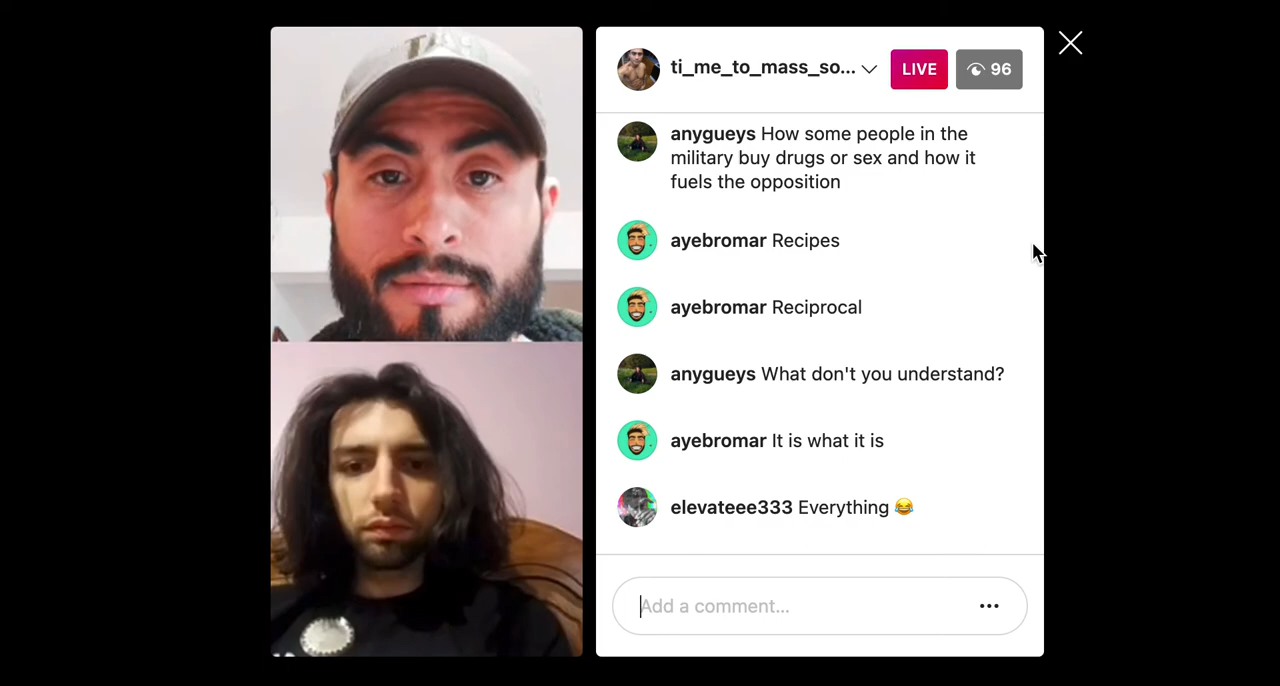 ti_me_to_mass_so...
LIVE
96
anygueys How some people in the
military buy drugs or sex and how it
fuels the opposition
ayebromar Recipes
ayebromar Reciprocal
anygueys What don't you understand?
ayebromar It is what it is
elevateee333 Everything 😂
Add a comment...